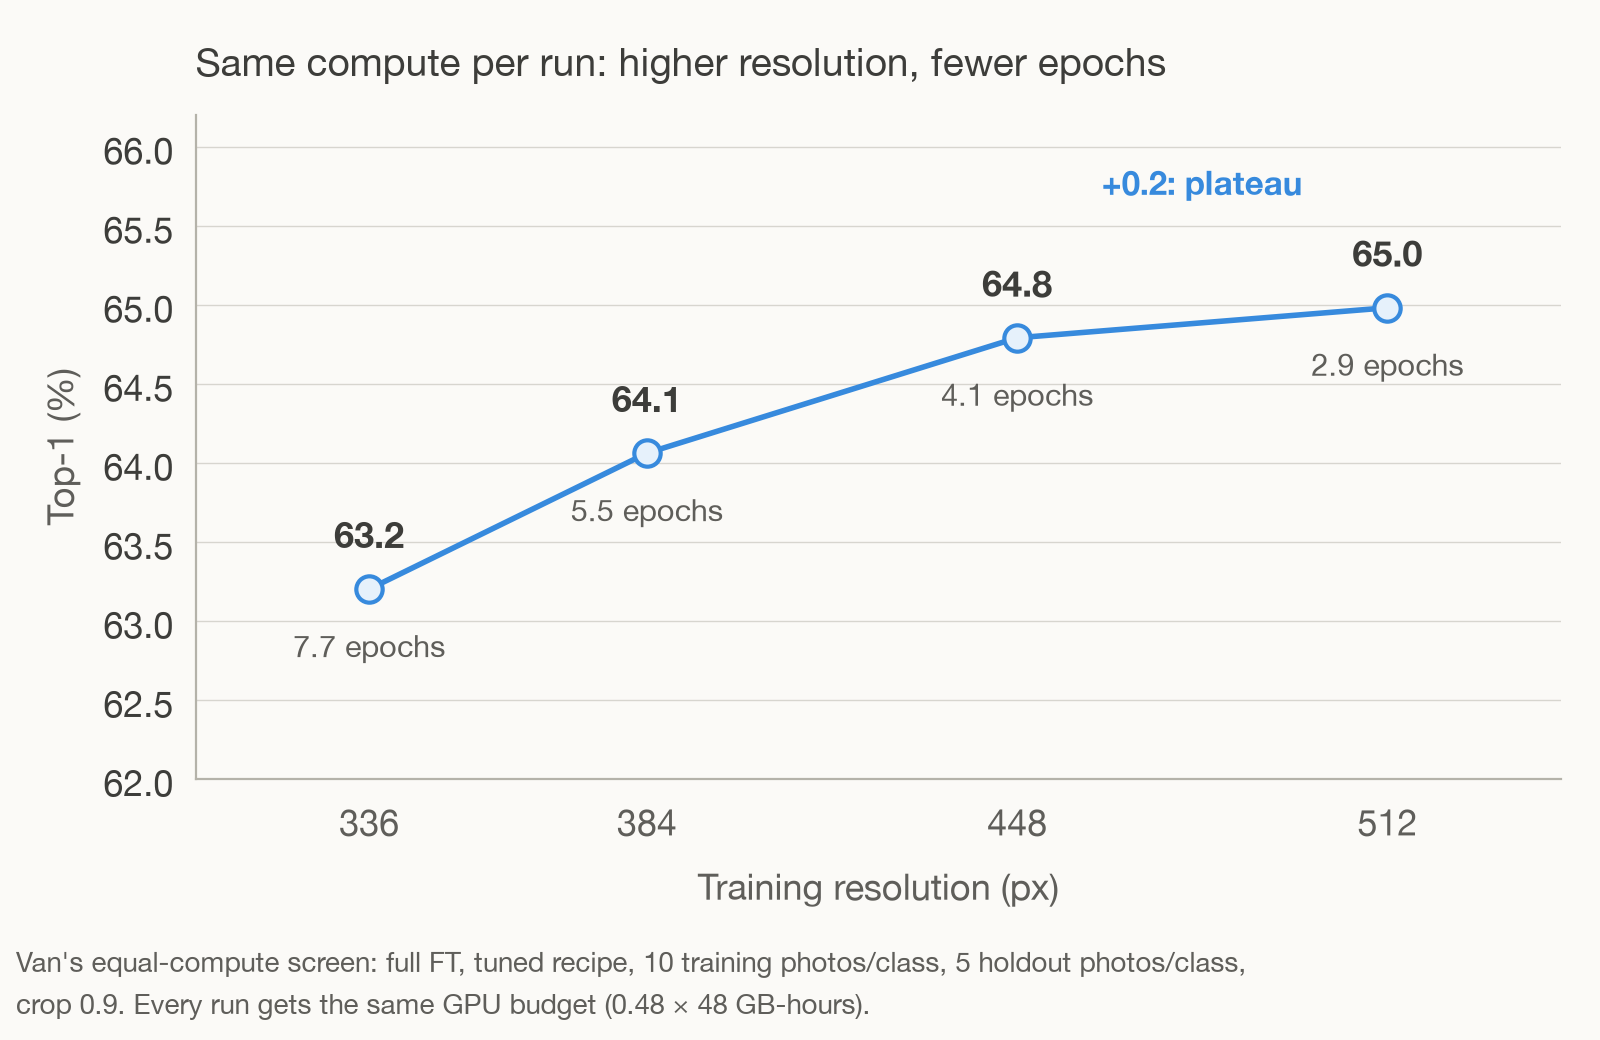 Same compute per run: higher resolution, fewer epochs
66.0
+0.2: plateau
65.5
65.0
64.8
65.0
2.9 epochs
64.5
64.1
4.1 epochs
64.0
5.5 epochs
63.5
63.2
63.0
7.7 epochs
62.5
62.0
Top-1 (%)
336 384 448 512
Training resolution (px)
Van's equal-compute screen: full FT, tuned recipe, 10 training photos/class, 5 holdout photos/class,
crop 0.9. Every run gets the same GPU budget (0.48 × 48 GB-hours).